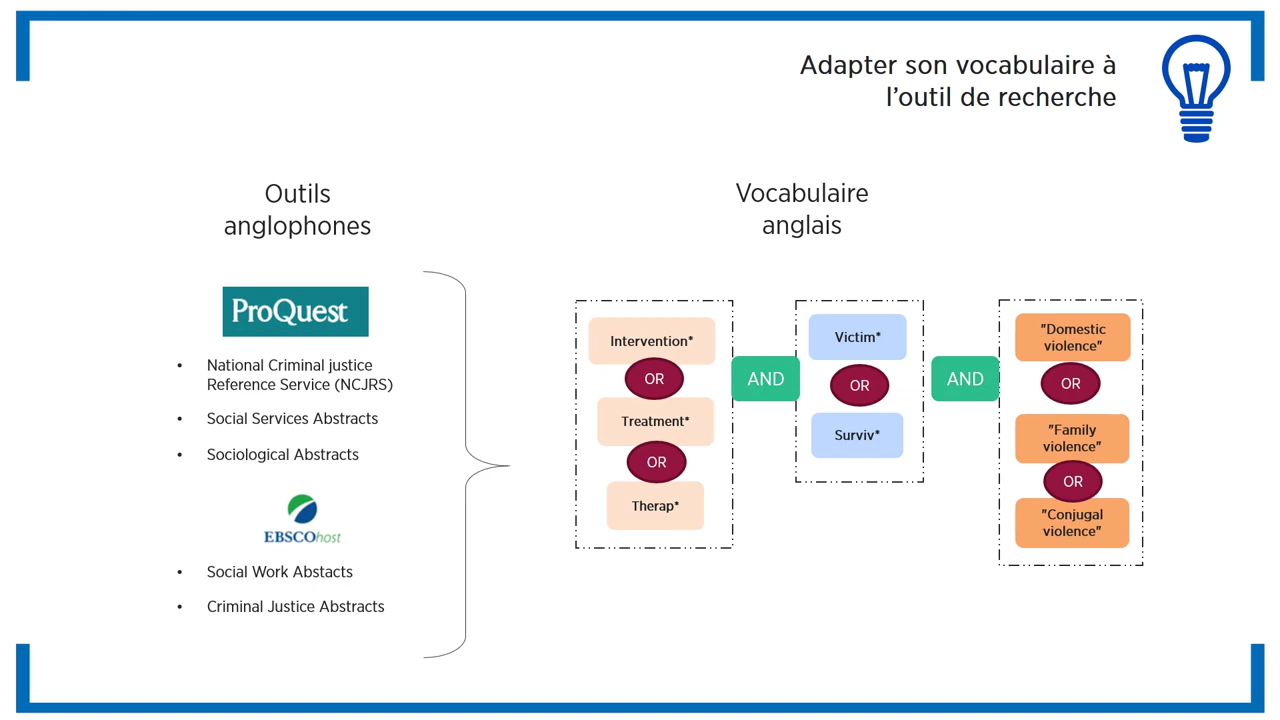 Adapter son vocabulaire à
l'outil de recherche
Outils
anglophones
ProQuest
• National Criminal justice
Reference Service (NCJRS)
• Social Services Abstracts
• Sociological Abstracts
EBSCOhost
• Social Work Abstacts
• Criminal Justice Abstracts
Vocabulaire
anglais
Intervention*
OR
Treatment*
OR
Therap*
AND
Victim*
OR
Surviv*
AND
"Domestic
violence"
OR
"Family
violence"
OR
"Conjugal
violence"